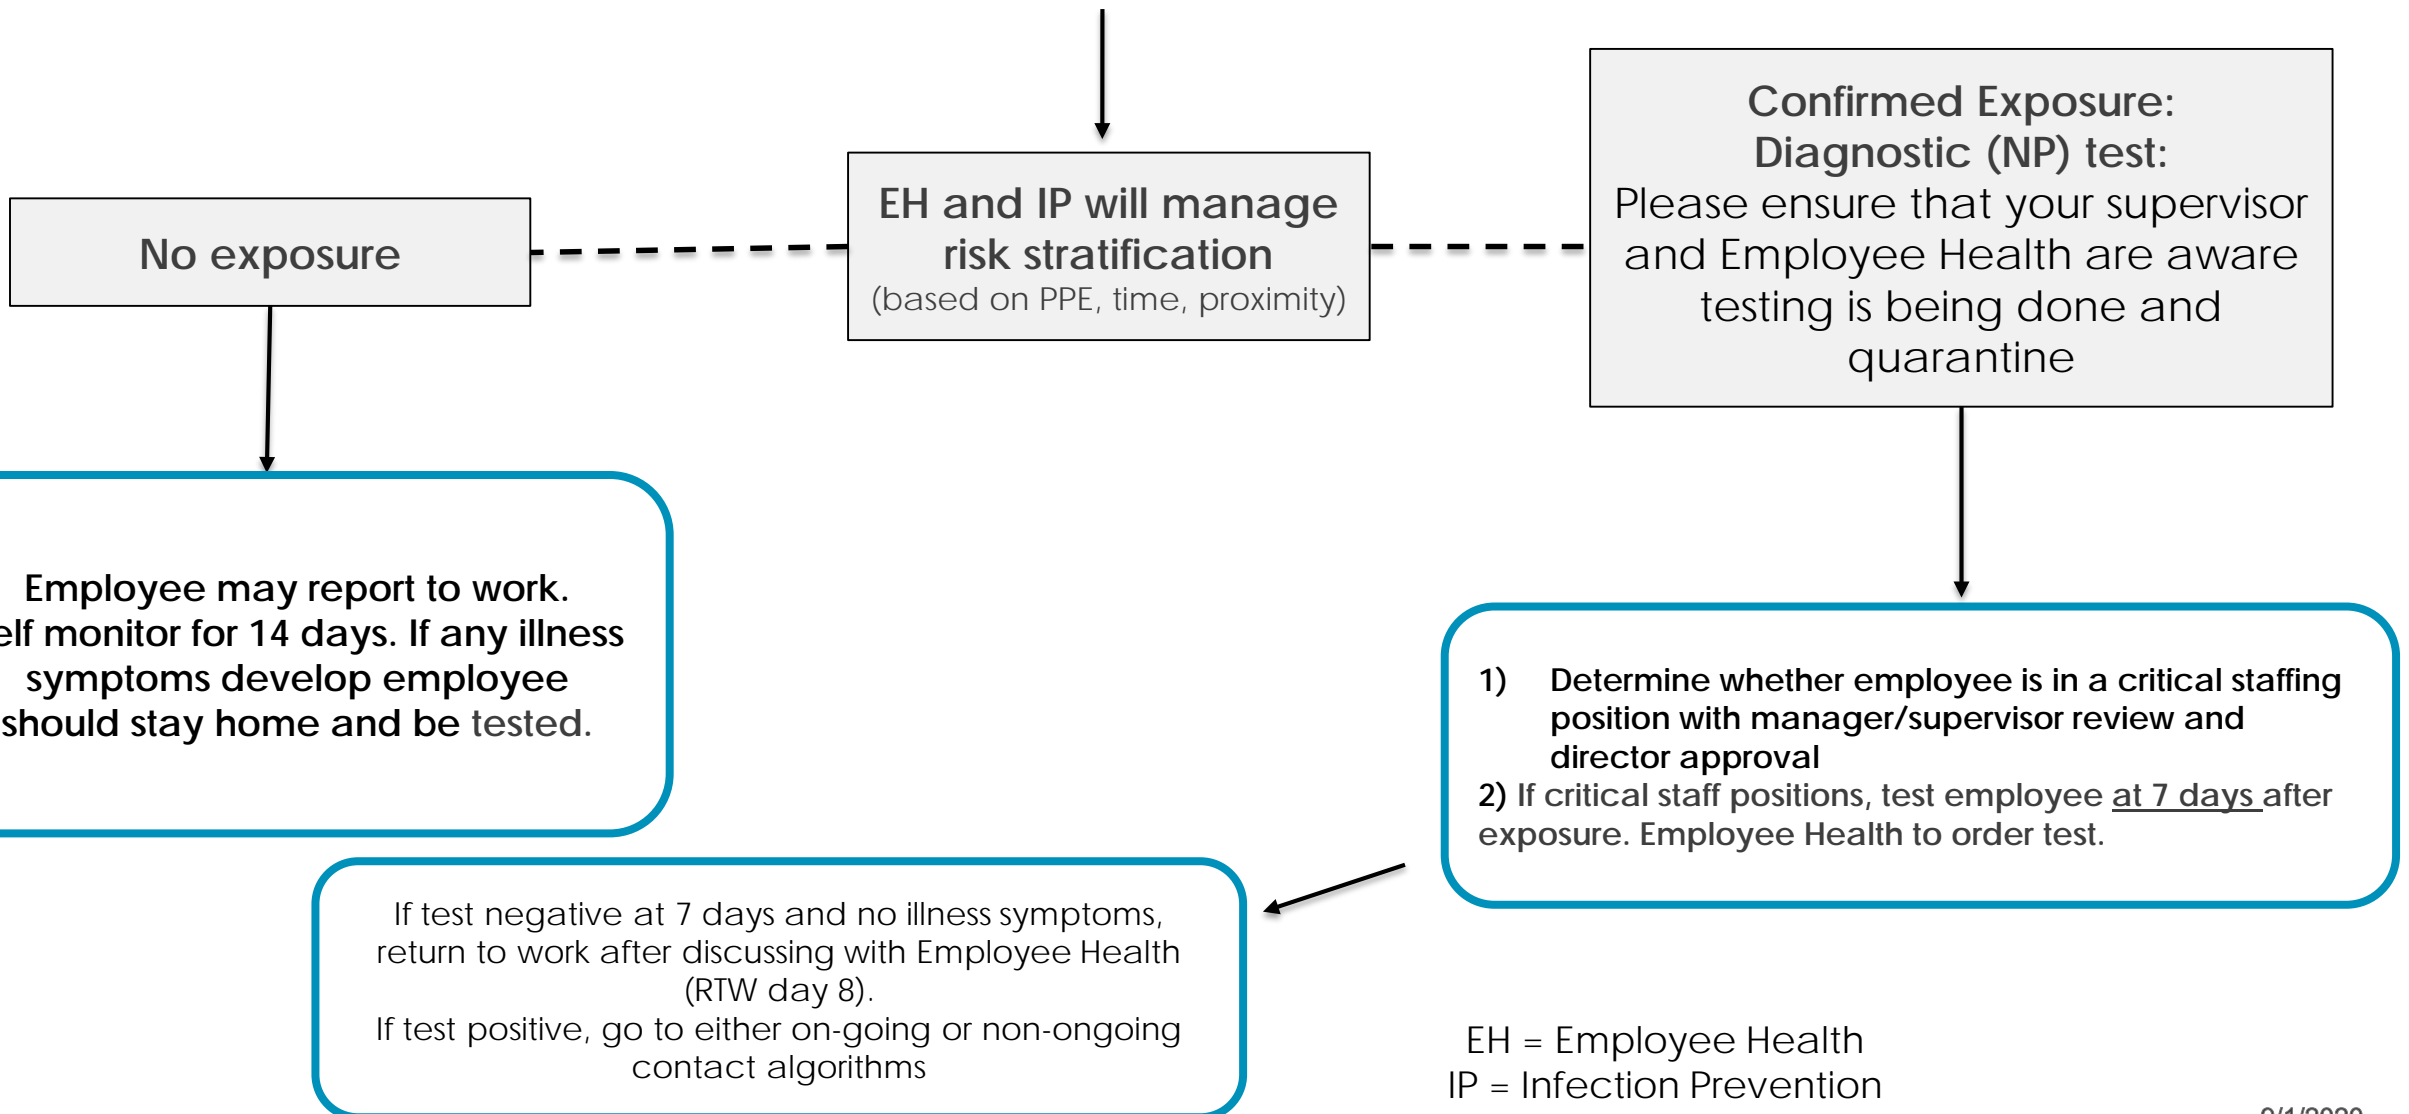 No exposure
EH and IP will manage
risk stratification
(based on PPE, time, proximity)
Confirmed Exposure:
Diagnostic (NP) test:
Please ensure that your supervisor
and Employee Health are aware
testing is being done and
quarantine
Employee may report to work.
elf monitor for 14 days. If any illness
symptoms develop employee
should stay home and be tested.
1) Determine whether employee is in a critical staffing
position with manager/supervisor review and
director approval
2) If critical staff positions, test employee at 7 days after
exposure. Employee Health to order test.
If test negative at 7 days and no illness symptoms,
return to work after discussing with Employee Health
(RTW day 8).
If test positive, go to either on-going or non-ongoing
contact algorithms
EH = Employee Health
IP = Infection Prevention